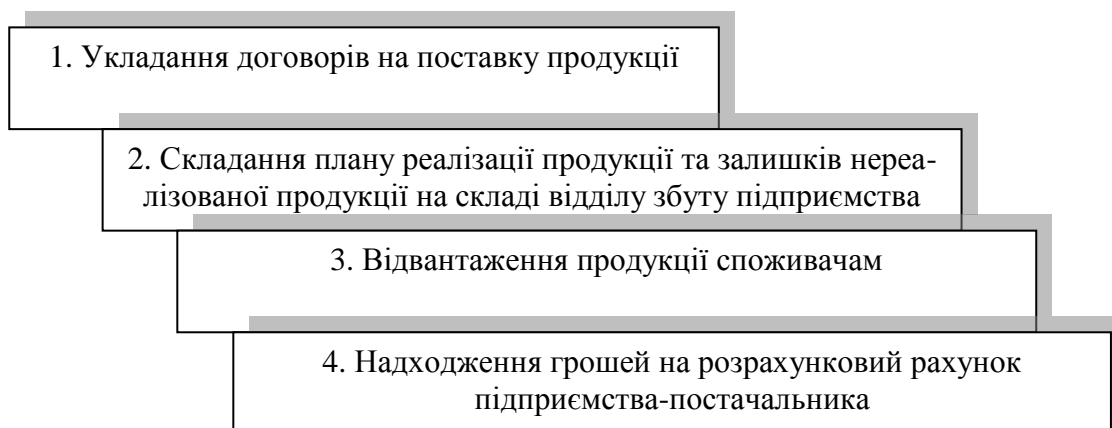 1. Укладання договорів на поставку продукції
2. Складання плану реалізації продукції та залишків нереа-
лізованої продукції на складі відділу збуту підприємства
3. Відвантаження продукції споживачам
4. Надходження грошей на розрахунковий рахунок
підприємства-постачальника